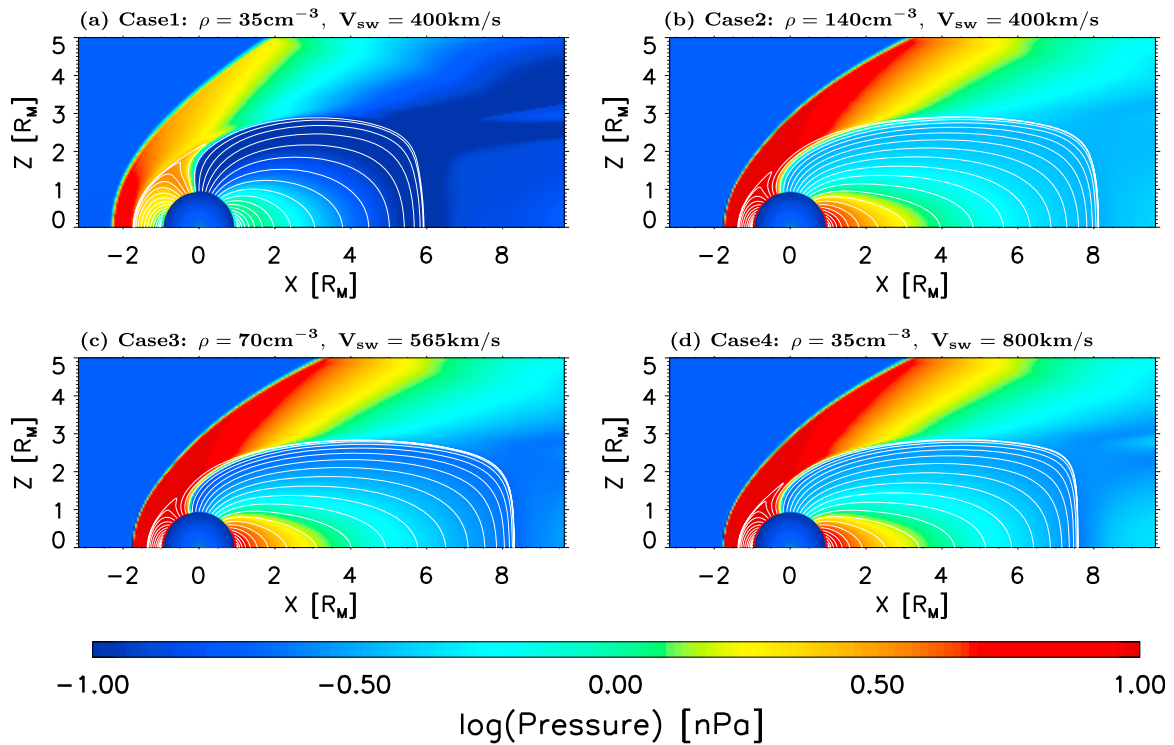 (a) Case1: ρ = 35cm⁻³, V_sw = 400km/s
(b) Case2: ρ = 140cm⁻³, V_sw = 400km/s
5
4
3
2
1
0
Z [R_M]
−2 0 2 4 6 8
X [R_M]
5
4
3
2
1
0
Z [R_M]
−2 0 2 4 6 8
X [R_M]
(c) Case3: ρ = 70cm⁻³, V_sw = 565km/s
(d) Case4: ρ = 35cm⁻³, V_sw = 800km/s
5
4
3
2
1
0
Z [R_M]
−2 0 2 4 6 8
X [R_M]
5
4
3
2
1
0
Z [R_M]
−2 0 2 4 6 8
X [R_M]
−1.00 −0.50 0.00 0.50 1.00
log(Pressure) [nPa]